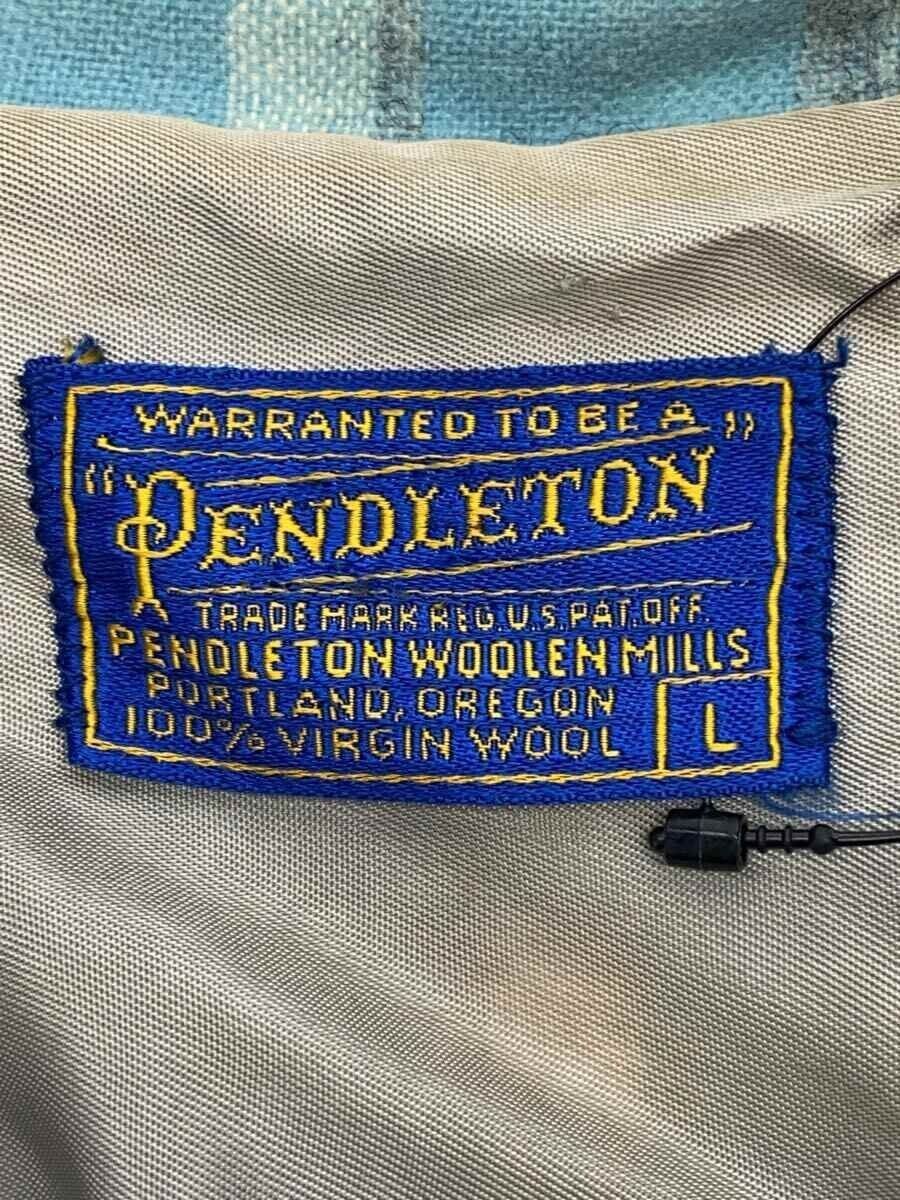 WARRANTED TO BE A
"PENDLETON"
TRADE MARK REG. U.S. PAT. OFF.
PENDLETON WOOLEN MILLS
PORTLAND, OREGON
100% VIRGIN WOOL
L